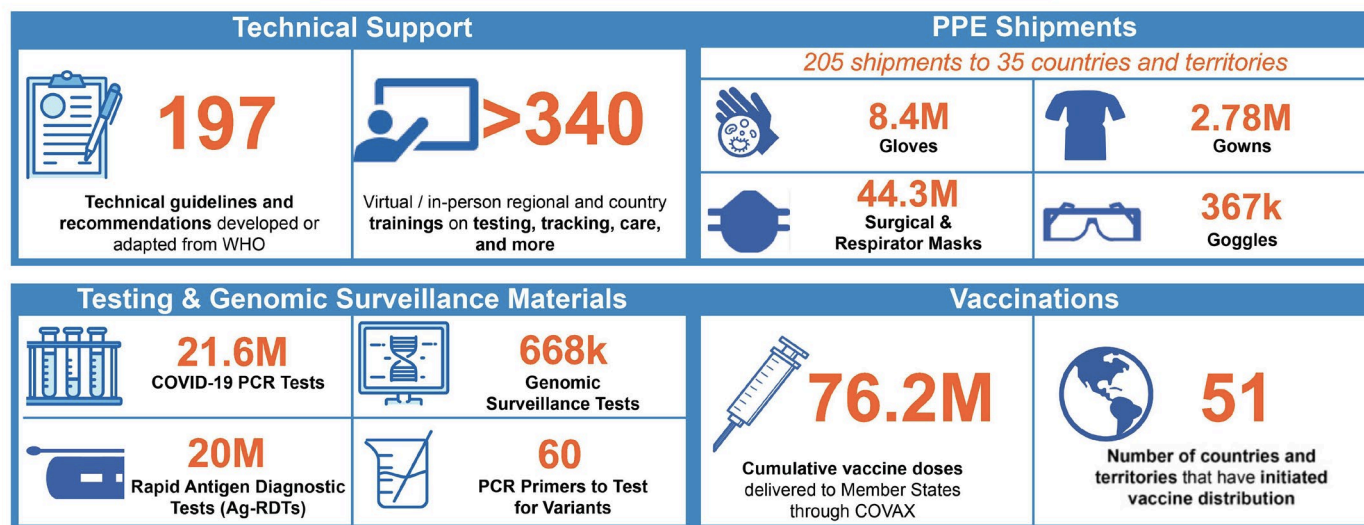 Technical Support
197
Technical guidelines and
recommendations developed or
adapted from WHO
>340
Virtual / in-person regional and country
trainings on testing, tracking, care,
and more
PPE Shipments
205 shipments to 35 countries and territories
8.4M
Gloves
2.78M
Gowns
44.3M
Surgical &
Respirator Masks
367k
Goggles
Testing & Genomic Surveillance Materials
21.6M
COVID-19 PCR Tests
668k
Genomic
Surveillance Tests
20M
Rapid Antigen Diagnostic
Tests (Ag-RDTs)
60
PCR Primers to Test
for Variants
Vaccinations
76.2M
Cumulative vaccine doses
delivered to Member States
through COVAX
51
Number of countries and
territories that have initiated
vaccine distribution